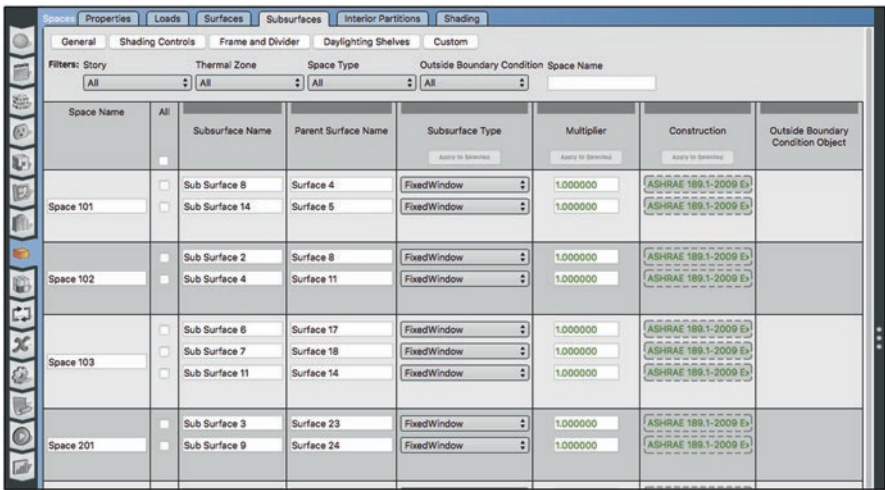 Spaces Properties Loads Surfaces Subsurfaces Interior Partitions Shading
General Shading Controls Frame and Divider Daylighting Shelves Custom
Filters: Story Thermal Zone Space Type Outside Boundary Condition Space Name
All All All All
Space Name All Subsurface Name Parent Surface Name Subsurface Type Multiplier Construction Outside Boundary
Condition Object
Apply to Selected Apply to Selected Apply to Selected
Sub Surface 8 Surface 4 FixedWindow 1.000000 ASHRAE 189.1-2009 Ex
Space 101 Sub Surface 14 Surface 5 FixedWindow 1.000000 ASHRAE 189.1-2009 Ex
Sub Surface 2 Surface 8 FixedWindow 1.000000 ASHRAE 189.1-2009 Ex
Space 102 Sub Surface 4 Surface 11 FixedWindow 1.000000 ASHRAE 189.1-2009 Ex
Sub Surface 6 Surface 17 FixedWindow 1.000000 ASHRAE 189.1-2009 Ex
Sub Surface 7 Surface 18 FixedWindow 1.000000 ASHRAE 189.1-2009 Ex
Space 103 Sub Surface 11 Surface 14 FixedWindow 1.000000 ASHRAE 189.1-2009 Ex
Sub Surface 3 Surface 23 FixedWindow 1.000000 ASHRAE 189.1-2009 Ex
Space 201 Sub Surface 9 Surface 24 FixedWindow 1.000000 ASHRAE 189.1-2009 Ex